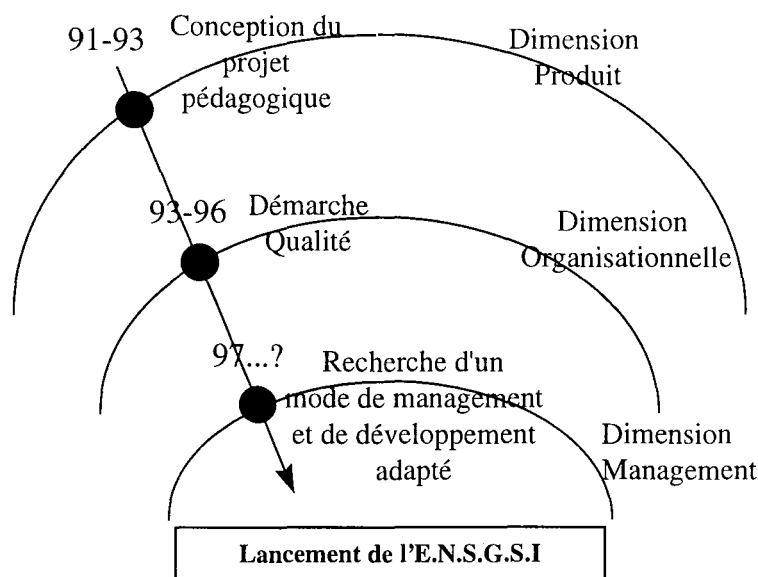 91-93
Conception du
projet
pédagogique
Dimension
Produit
93-96
Démarche
Qualité
Dimension
Organisationnelle
97...?
Recherche d'un
mode de management
et de développement
adapté
Dimension
Management
Lancement de l'E.N.S.G.S.I